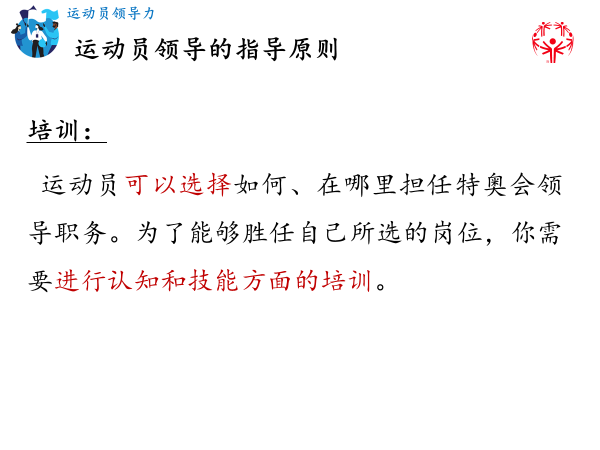 运动员领导力
运动员领导的指导原则
培训：
运动员可以选择如何、在哪里担任特奥会领
导职务。为了能够胜任自己所选的岗位，你需
要进行认知和技能方面的培训。